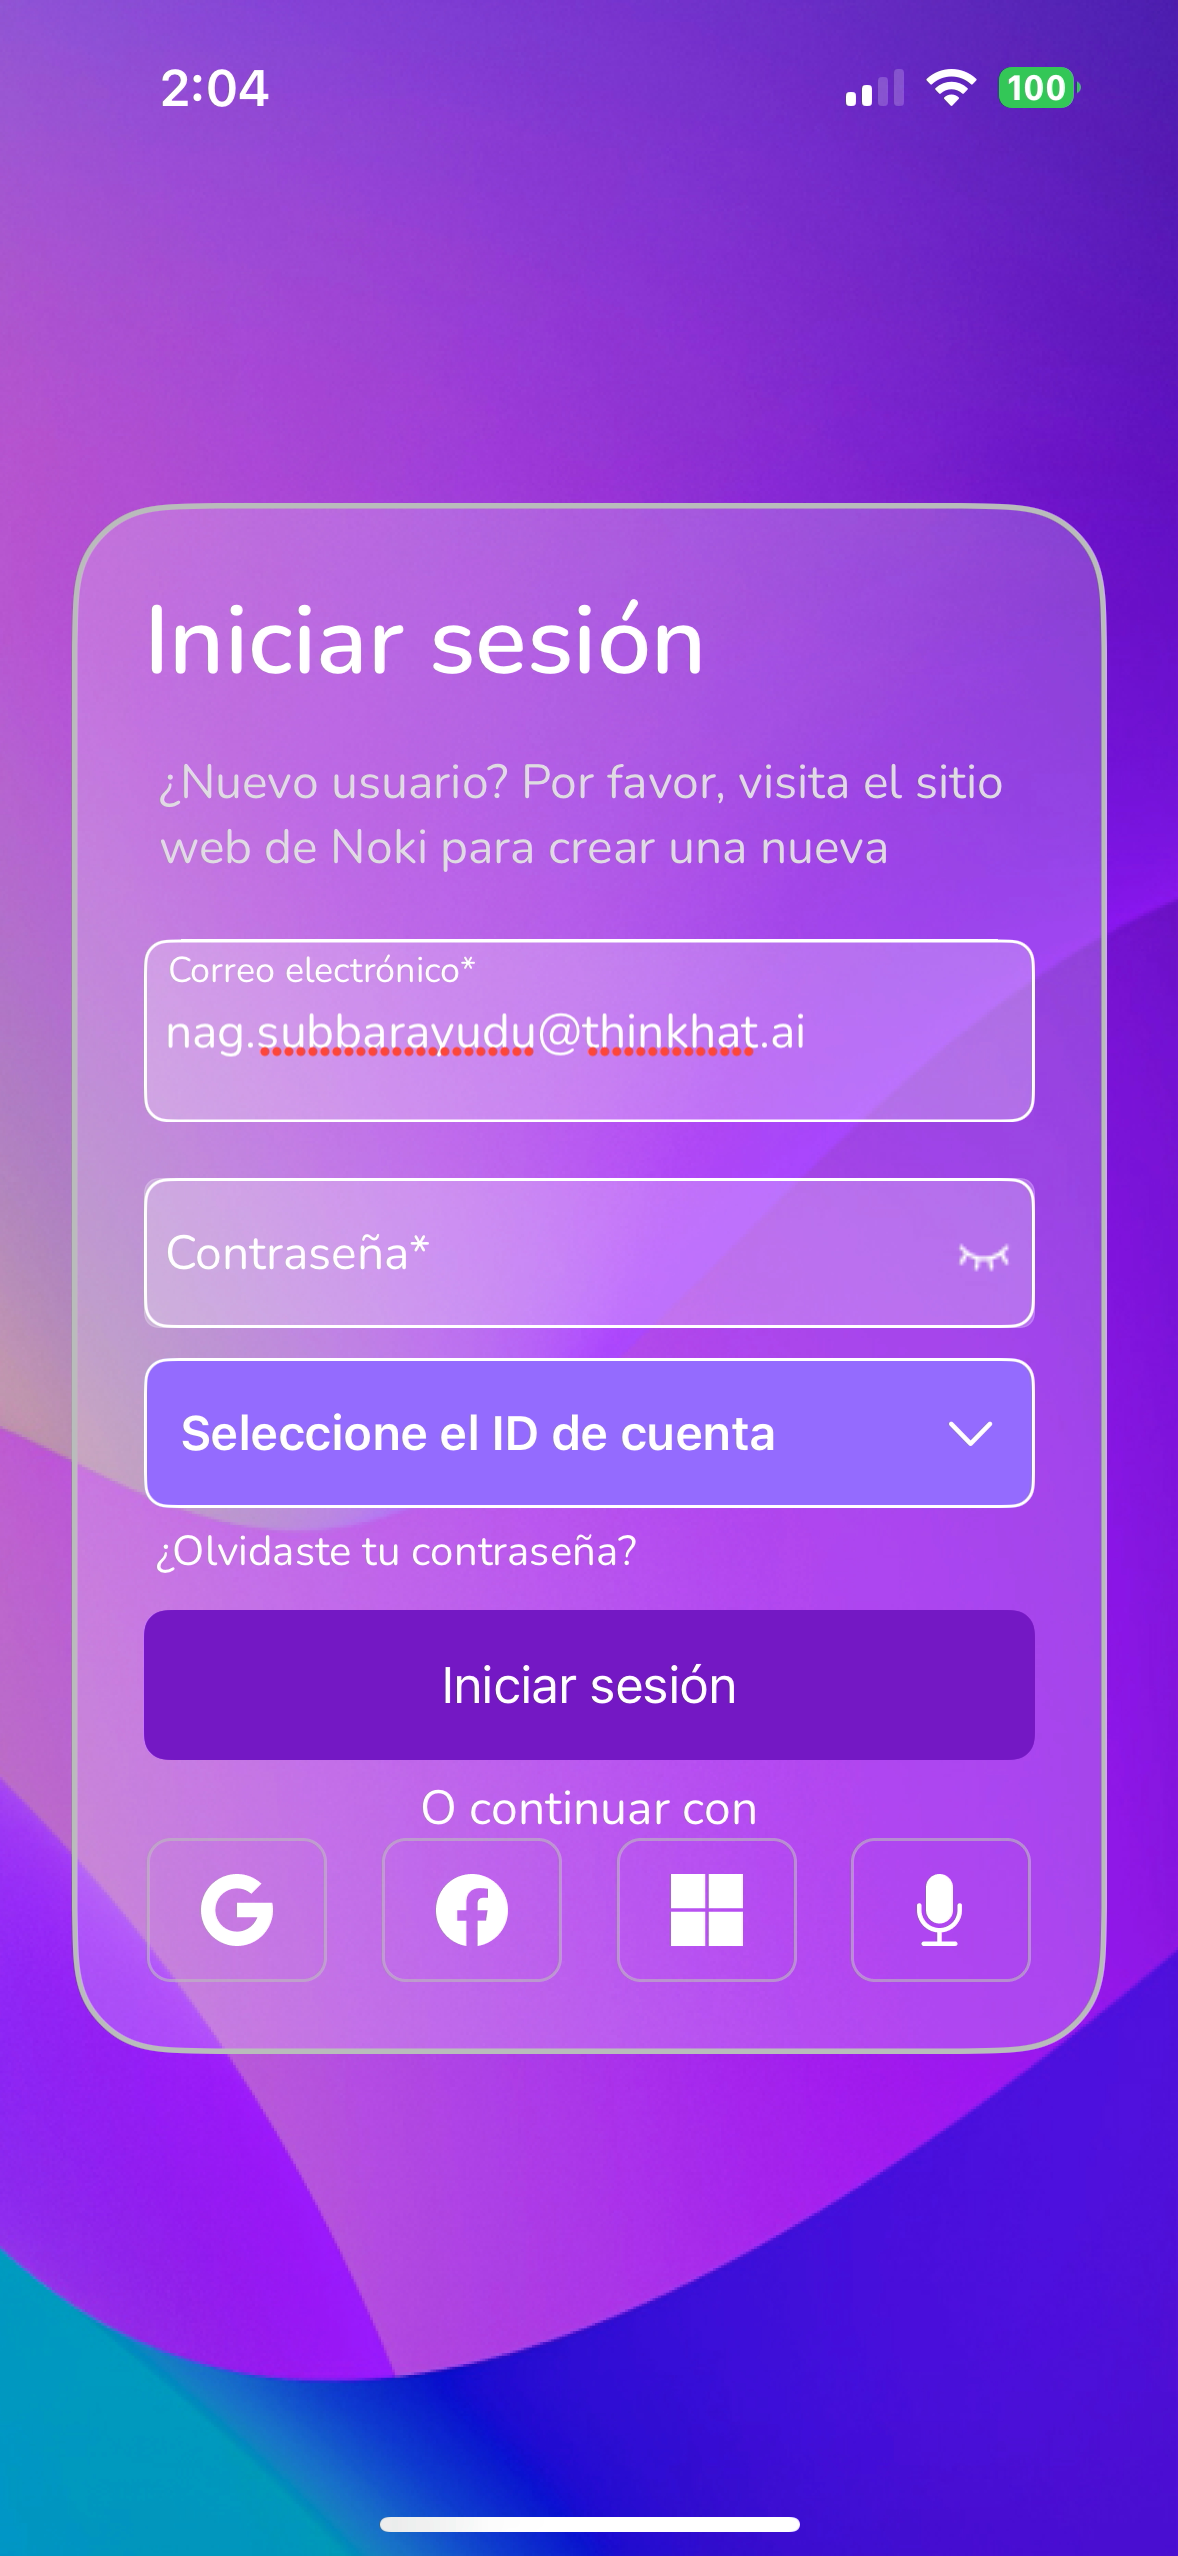 2:04
100
Iniciar sesión
¿Nuevo usuario? Por favor, visita el sitio
web de Noki para crear una nueva
Correo electrónico*
nag.subbarayudu@thinkhat.ai
Contraseña*
Seleccione el ID de cuenta
¿Olvidaste tu contraseña?
Iniciar sesión
O continuar con